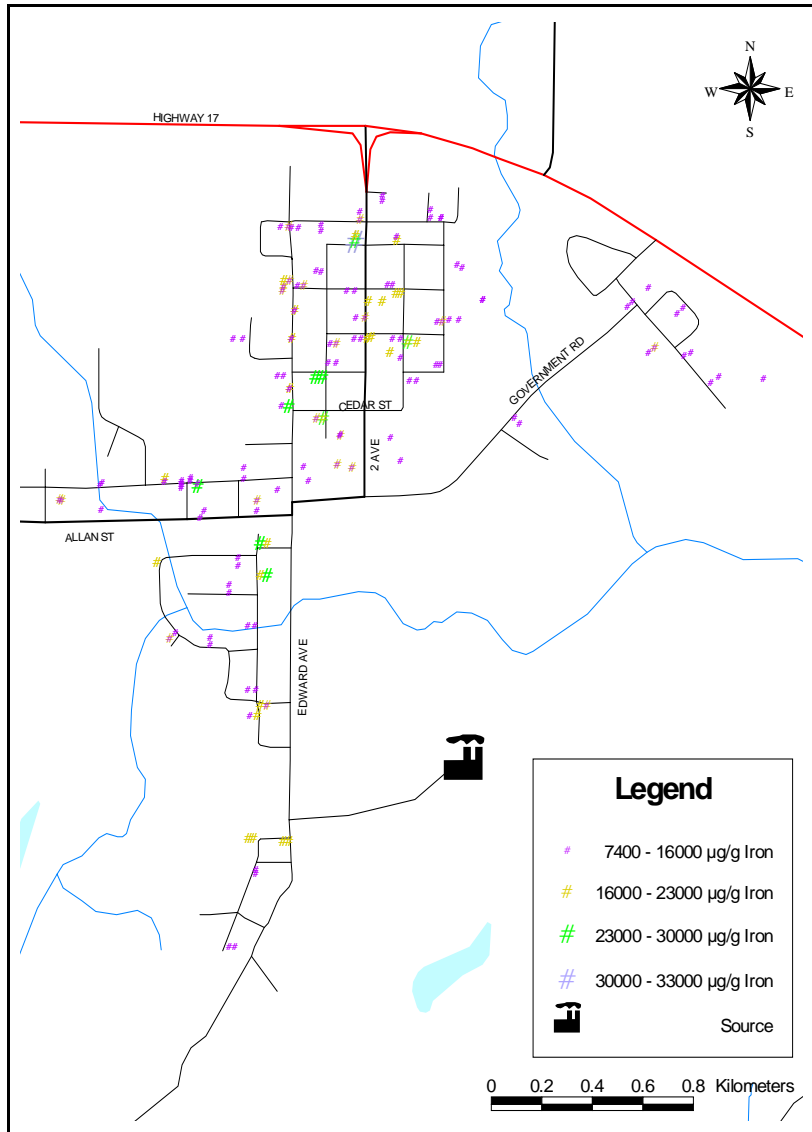 N
W E
S
HIGHWAY 17
GOVERNMENT RD
CEDAR ST
2 AVE
ALLAN ST
EDWARD AVE
Legend
# 7400 - 16000 µg/g Iron
# 16000 - 23000 µg/g Iron
# 23000 - 30000 µg/g Iron
# 30000 - 33000 µg/g Iron
Source
0 0.2 0.4 0.6 0.8 Kilometers